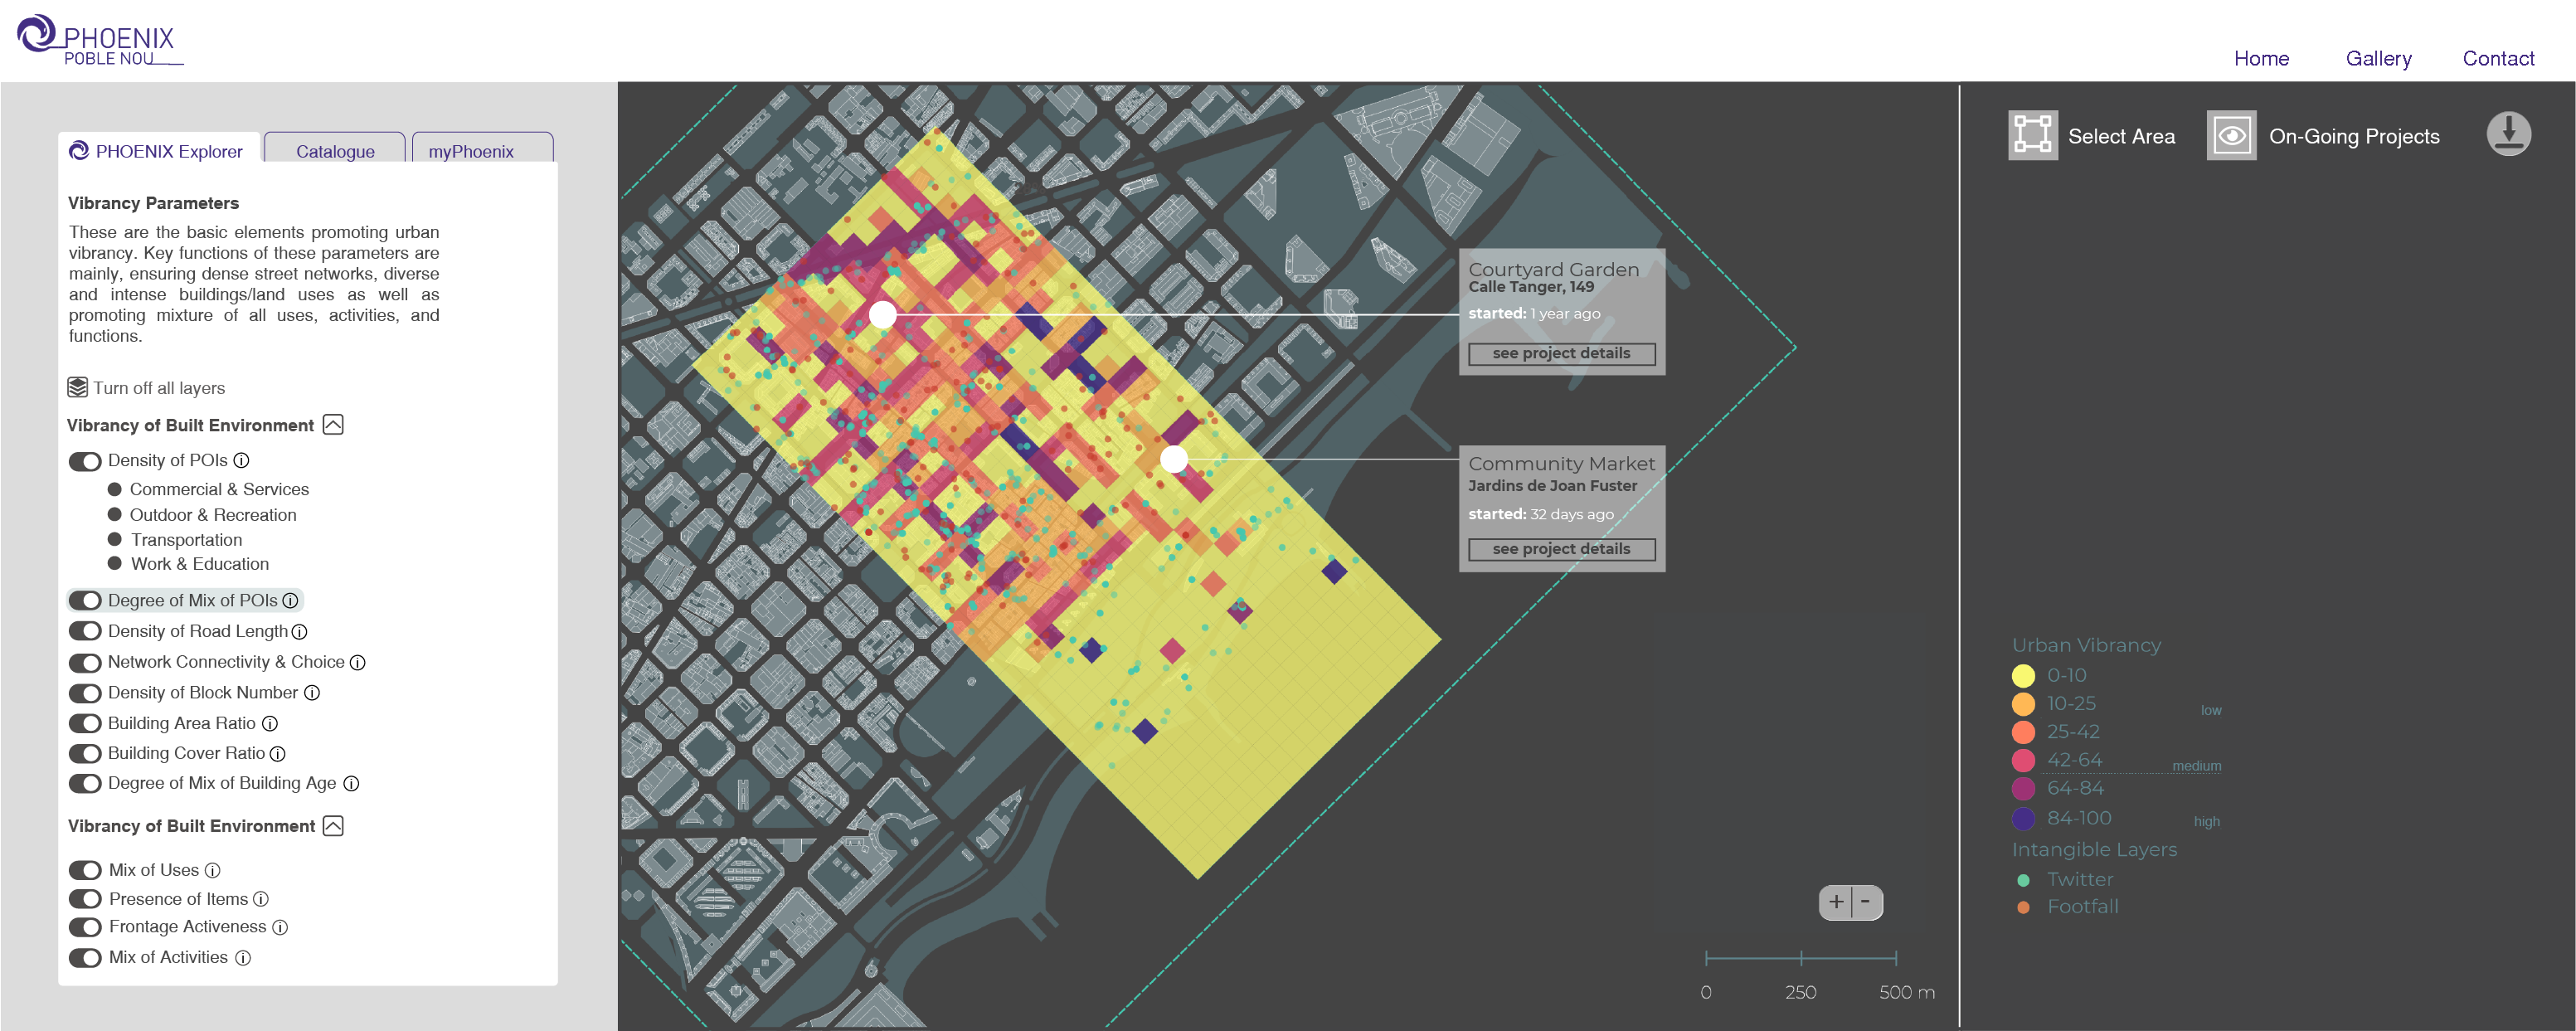 PHOENIX
POBLE NOU
Home Gallery Contact
PHOENIX Explorer Catalogue myPhoenix
Vibrancy Parameters
These are the basic elements promoting urban
vibrancy. Key functions of these parameters are
mainly, ensuring dense street networks, diverse
and intense buildings/land uses as well as
promoting mixture of all uses, activities, and
functions.
Turn off all layers
Vibrancy of Built Environment
Density of POIs
Commercial & Services
Outdoor & Recreation
Transportation
Work & Education
Degree of Mix of POIs
Density of Road Length
Network Connectivity & Choice
Density of Block Number
Building Area Ratio
Building Cover Ratio
Degree of Mix of Building Age
Vibrancy of Built Environment
Mix of Uses
Presence of Items
Frontage Activeness
Mix of Activities
Courtyard Garden
Calle Tanger, 149
started: 1 year ago
see project details
Community Market
Jardins de Joan Fuster
started: 32 days ago
see project details
+ -
0 250 500 m
Select Area On-Going Projects
Urban Vibrancy
0-10
10-25
low
25-42
42-64
medium
64-84
84-100
high
Intangible Layers
Twitter
Footfall